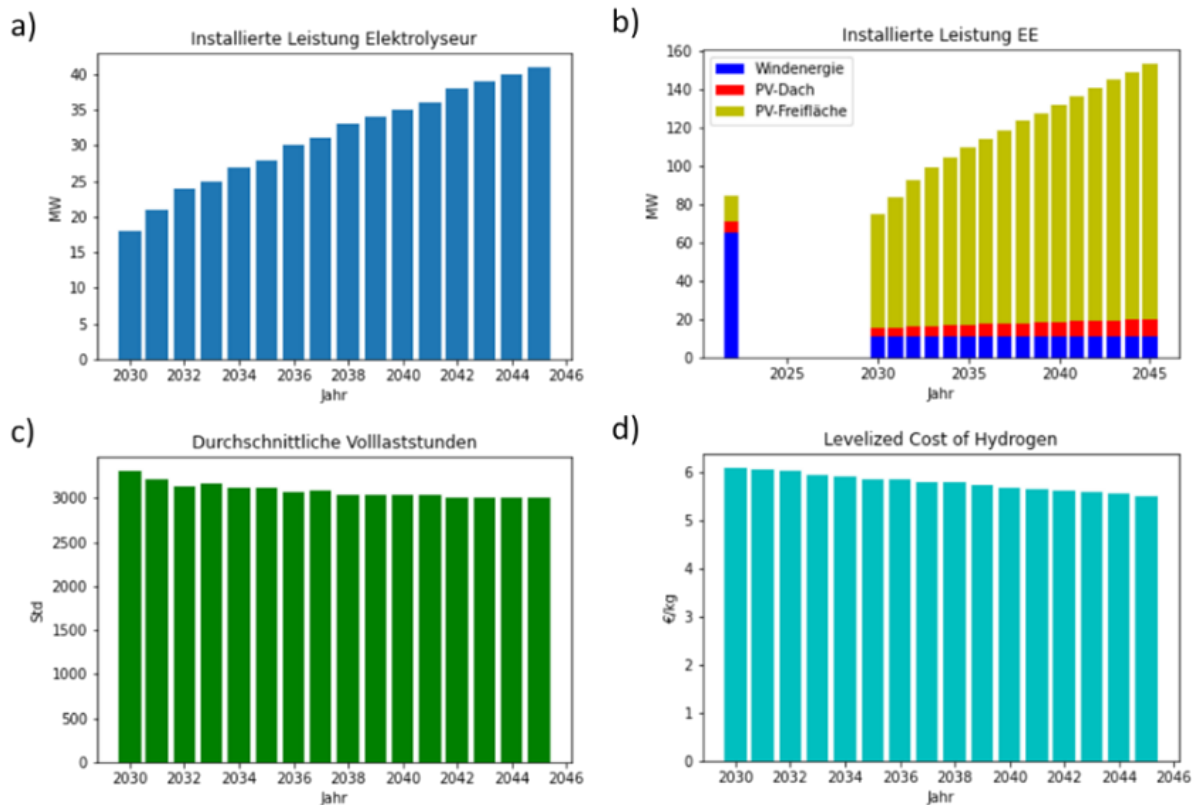 a)
Installierte Leistung Elektrolyseur
MW
40
35
30
25
20
15
10
5
0
2030 2032 2034 2036 2038 2040 2042 2044 2046
Jahr
b)
Installierte Leistung EE
Windenergie
PV-Dach
PV-Freifläche
MW
160
140
120
100
80
60
40
20
0
2025 2030 2035 2040 2045
Jahr
c)
Durchschnittliche Volllaststunden
Std
3000
2500
2000
1500
1000
500
0
2030 2032 2034 2036 2038 2040 2042 2044 2046
Jahr
d)
Levelized Cost of Hydrogen
€/kg
6
5
4
3
2
1
0
2030 2032 2034 2036 2038 2040 2042 2044 2046
Jahr